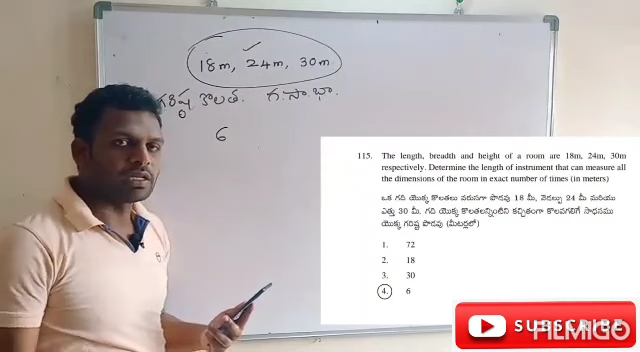 18m, 24m, 30m.
గరిష్ఠ కొలత. గ.సా.భా.
6
115. The length, breadth and height of a room are 18m, 24m, 30m
respectively. Determine the length of instrument that can measure all
the dimensions of the room in exact number of times (in meters)
ఒక గది యొక్క కొలతలు వరుసగా పొడవు 18 మీ, వెడల్పు 24 మీ మరియు
ఎత్తు 30 మీ. గది యొక్క కొలతలన్నింటిని కచ్చితంగా కొలవగలిగే సాధనము
యొక్క గరిష్ట పొడవు (మీటర్లలో)
1. 72
2. 18
3. 30
4. 6
SUBSCRIBE
HEMIGO